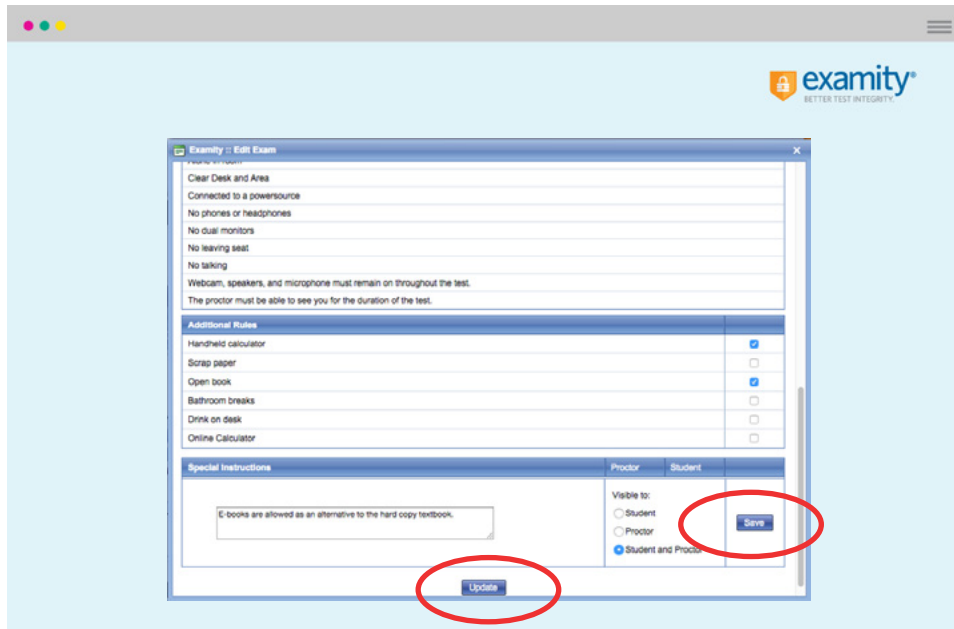 examity®
BETTER TEST INTEGRITY.
Examity :: Edit Exam
Clear Desk and Area
Connected to a powersource
No phones or headphones
No dual monitors
No leaving seat
No talking
Webcam, speakers, and microphone must remain on throughout the test.
The proctor must be able to see you for the duration of the test.
Additional Rules
Handheld calculator
Scrap paper
Open book
Bathroom breaks
Drink on desk
Online Calculator
Special Instructions Proctor Student
Visible to:
E-books are allowed as an alternative to the hard copy textbook.
Student
Proctor
Student and Proctor
Save
Update